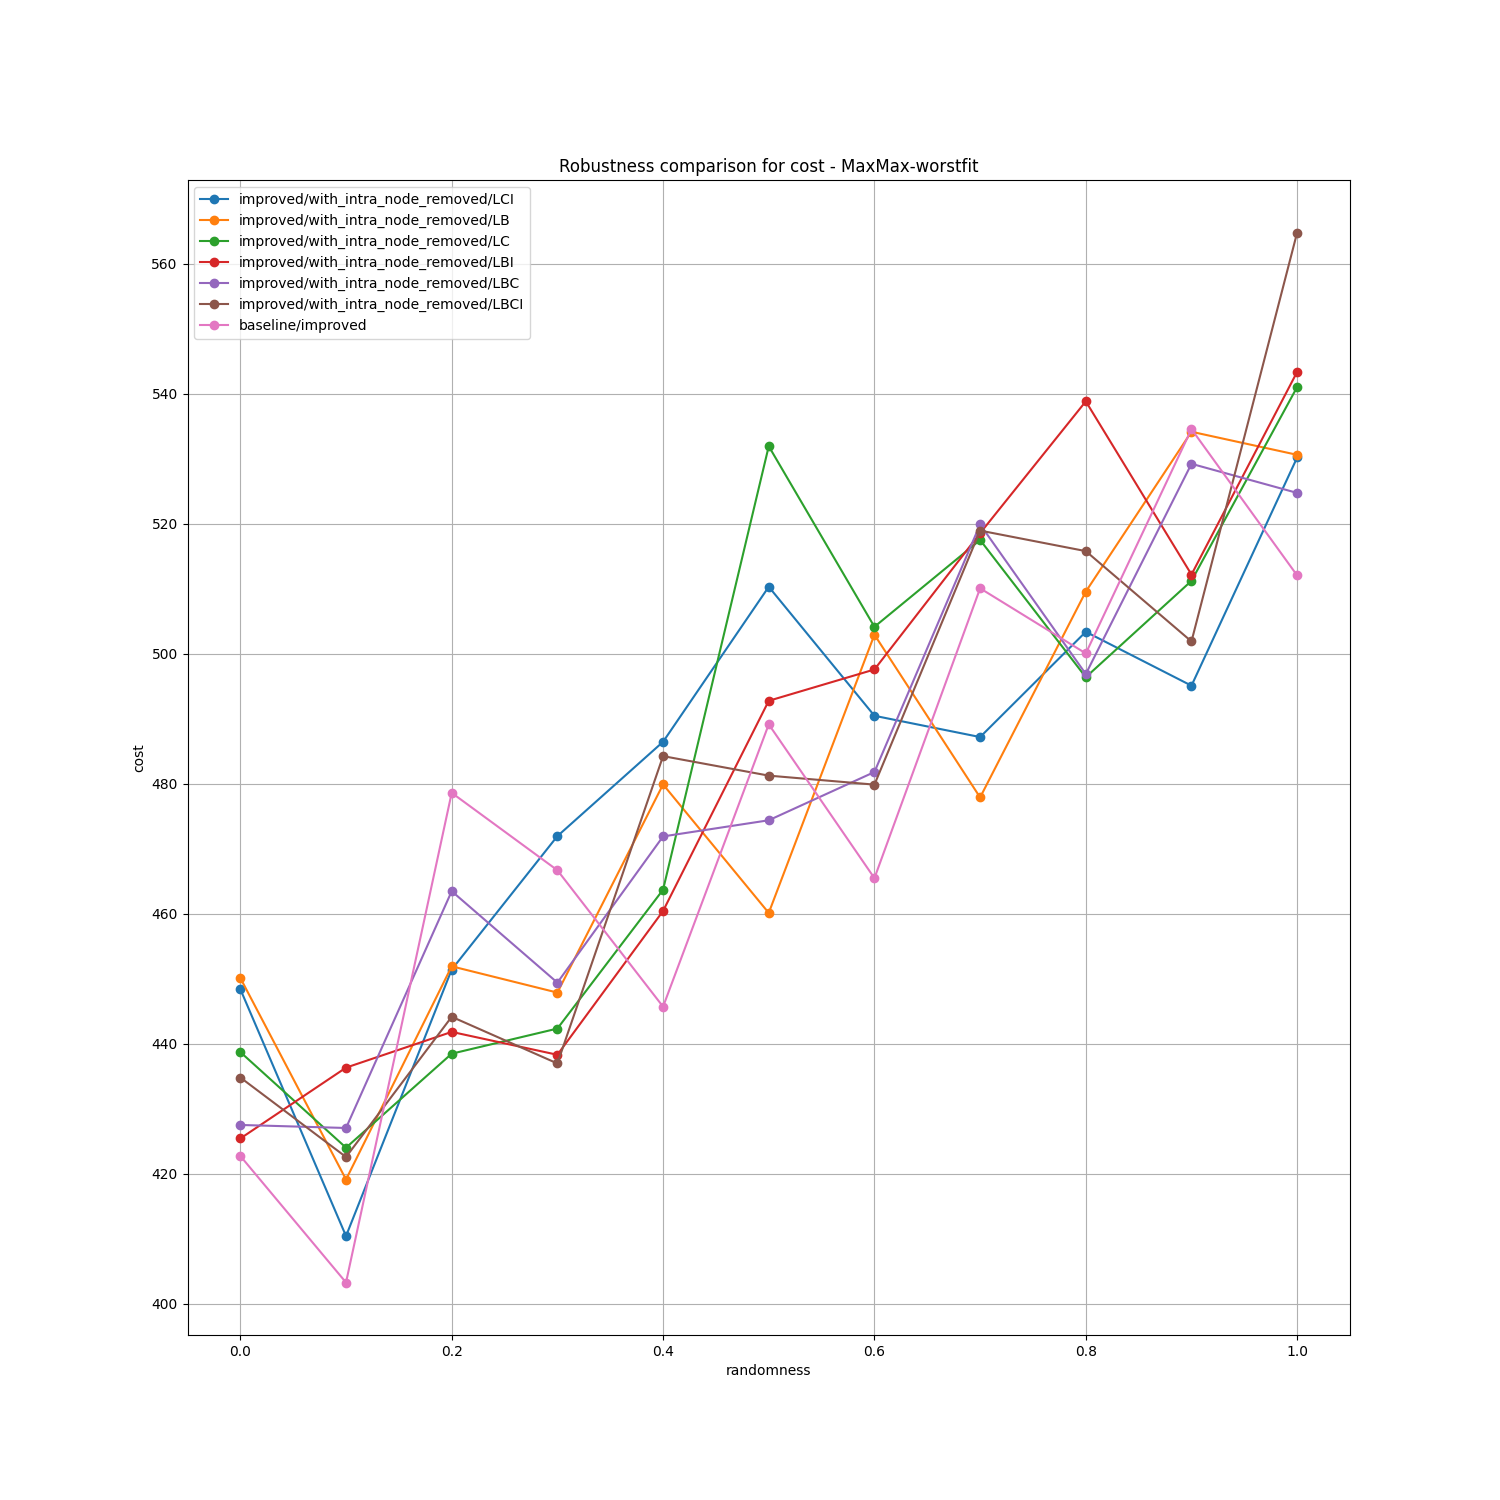 Robustness comparison for cost - MaxMax-worstfit
improved/with_intra_node_removed/LCI
improved/with_intra_node_removed/LB
improved/with_intra_node_removed/LC
improved/with_intra_node_removed/LBI
improved/with_intra_node_removed/LBC
improved/with_intra_node_removed/LBCI
baseline/improved
560
540
520
500
480
460
440
420
400
cost
0.0 0.2 0.4 0.6 0.8 1.0
randomness